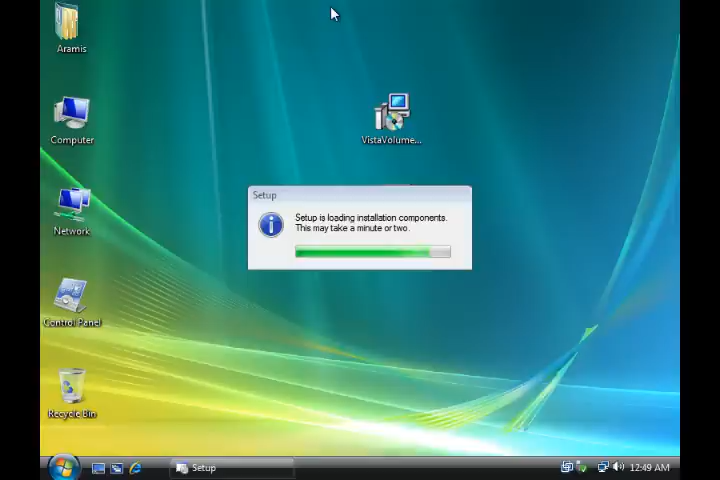 Aramis
Computer
VistaVolume...
Setup
Setup is loading installation components.
This may take a minute or two.
Network
Control Panel
Recycle Bin
Setup
12:49 AM